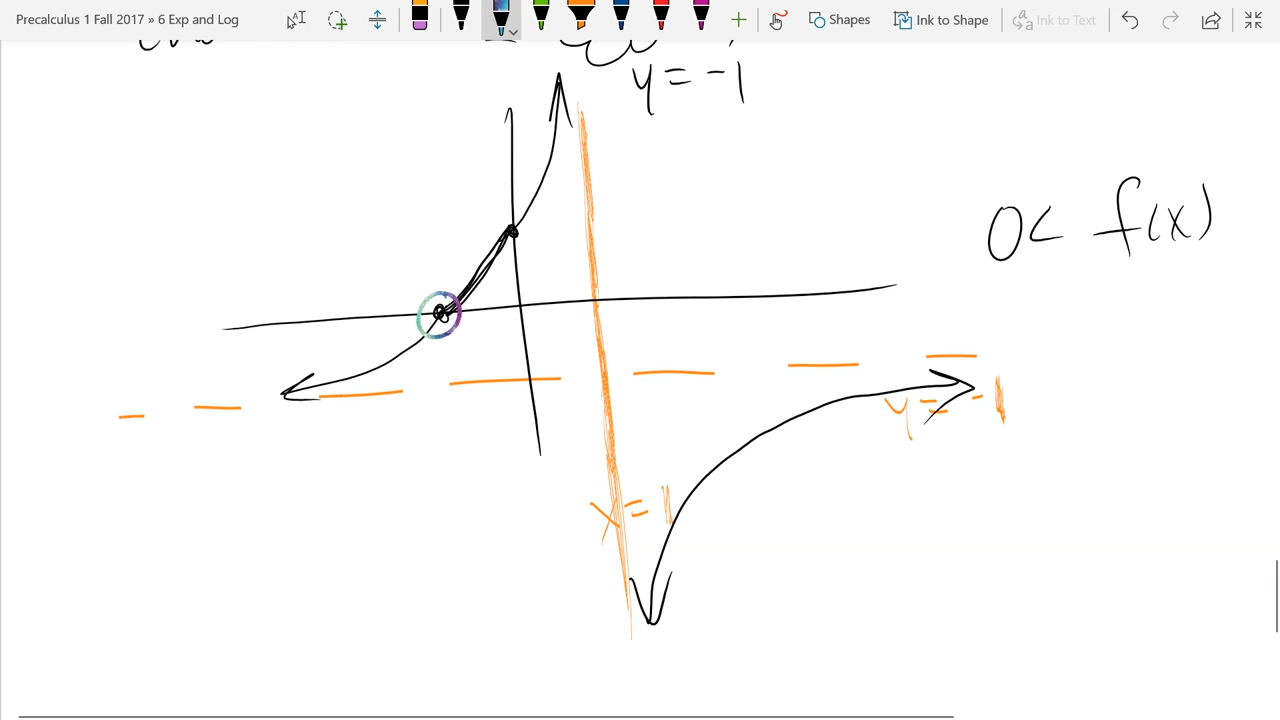 Precalculus 1 Fall 2017 » 6 Exp and Log
Shapes
Ink to Shape
Ink to Text
y = -1
0< f(x)
y = -1
x = 1